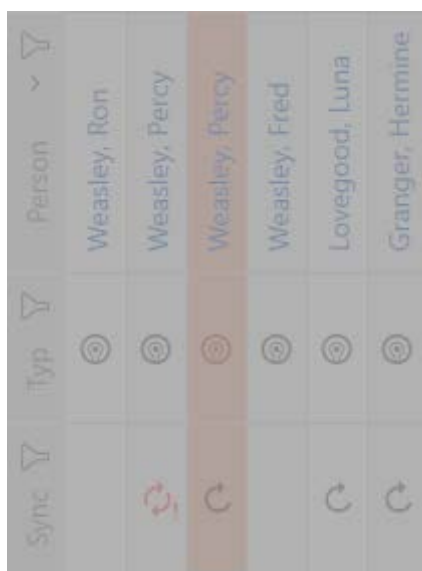 Sync Typ Person
Weasley, Ron
Weasley, Percy
Weasley, Percy
Weasley, Fred
Lovegood, Luna
Granger, Hermine